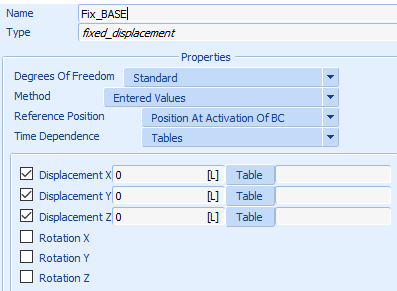 Name Fix_BASE
Type fixed_displacement
Properties
Degrees Of Freedom Standard
Method Entered Values
Reference Position Position At Activation Of BC
Time Dependence Tables
Displacement X 0 [L] Table
Displacement Y 0 [L] Table
Displacement Z 0 [L] Table
Rotation X
Rotation Y
Rotation Z